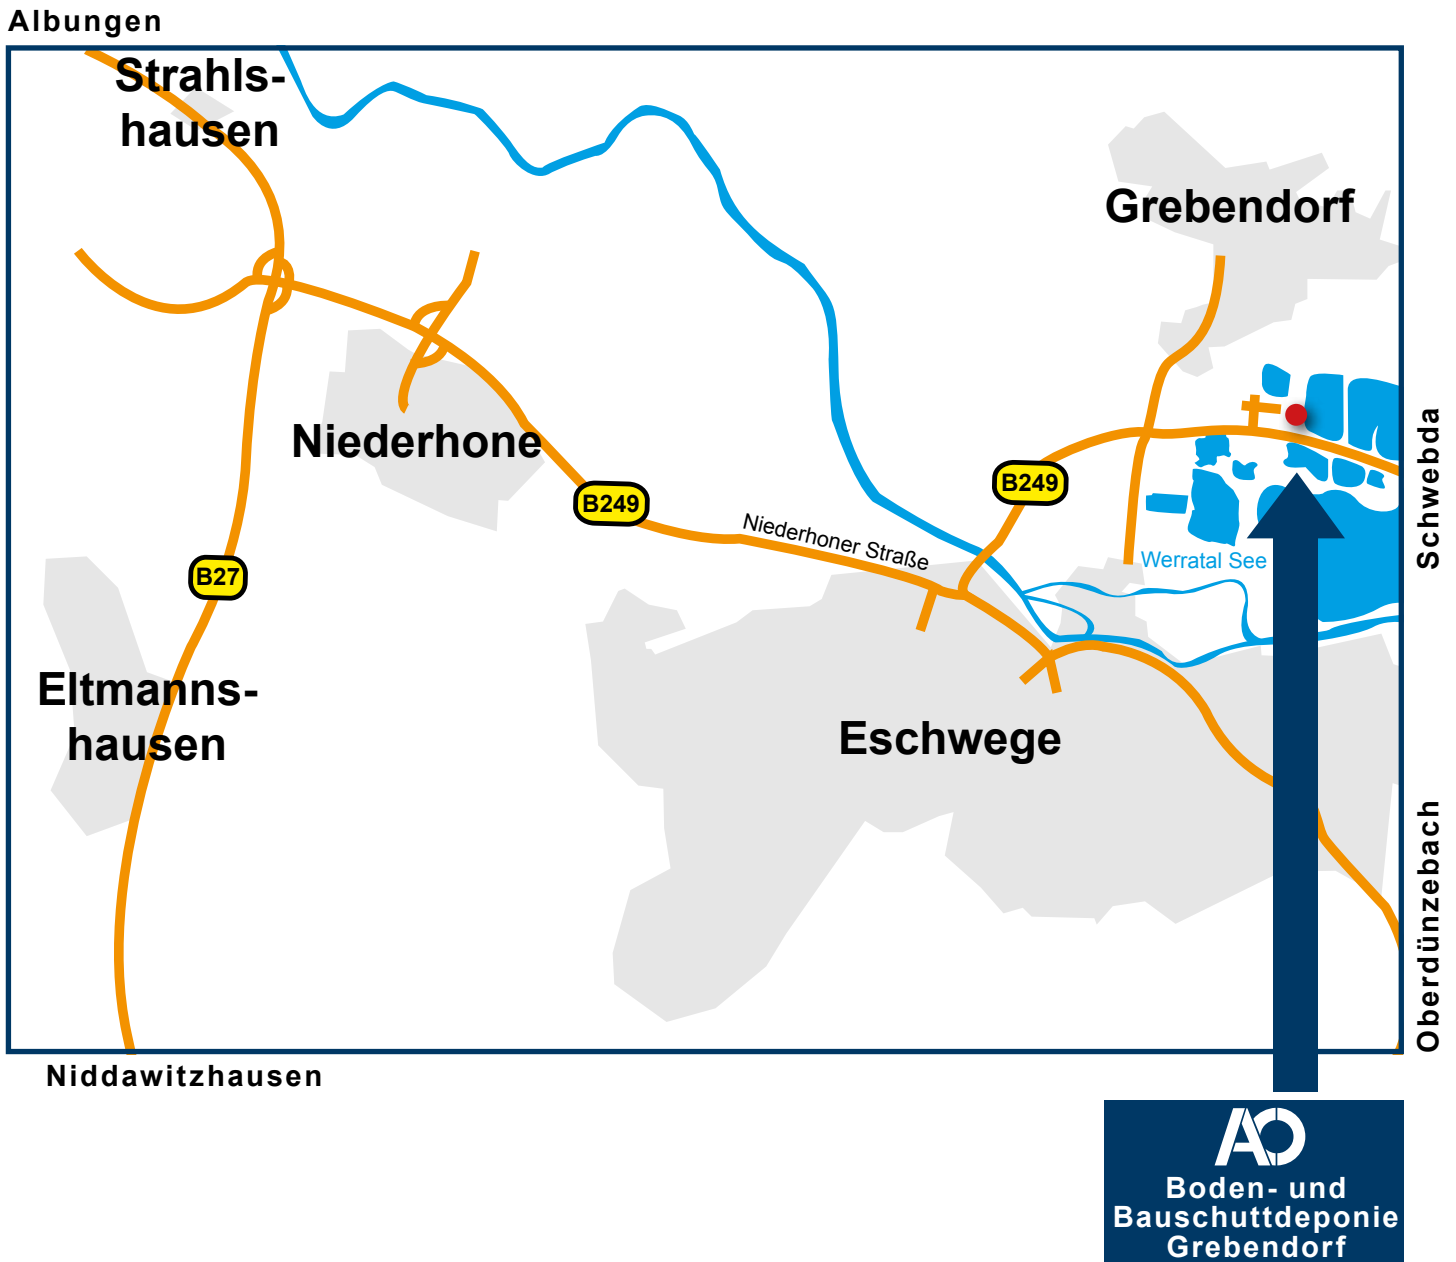 Albungen
Strahls-
hausen
Grebendorf
Niederhone
B249
B249
Niederhoner Straße
Schwebda
B27
Werratal See
Eltmanns-
hausen
Eschwege
Oberdünzebach
Niddawitzhausen
AO
Boden- und
Bauschuttdeponie
Grebendorf